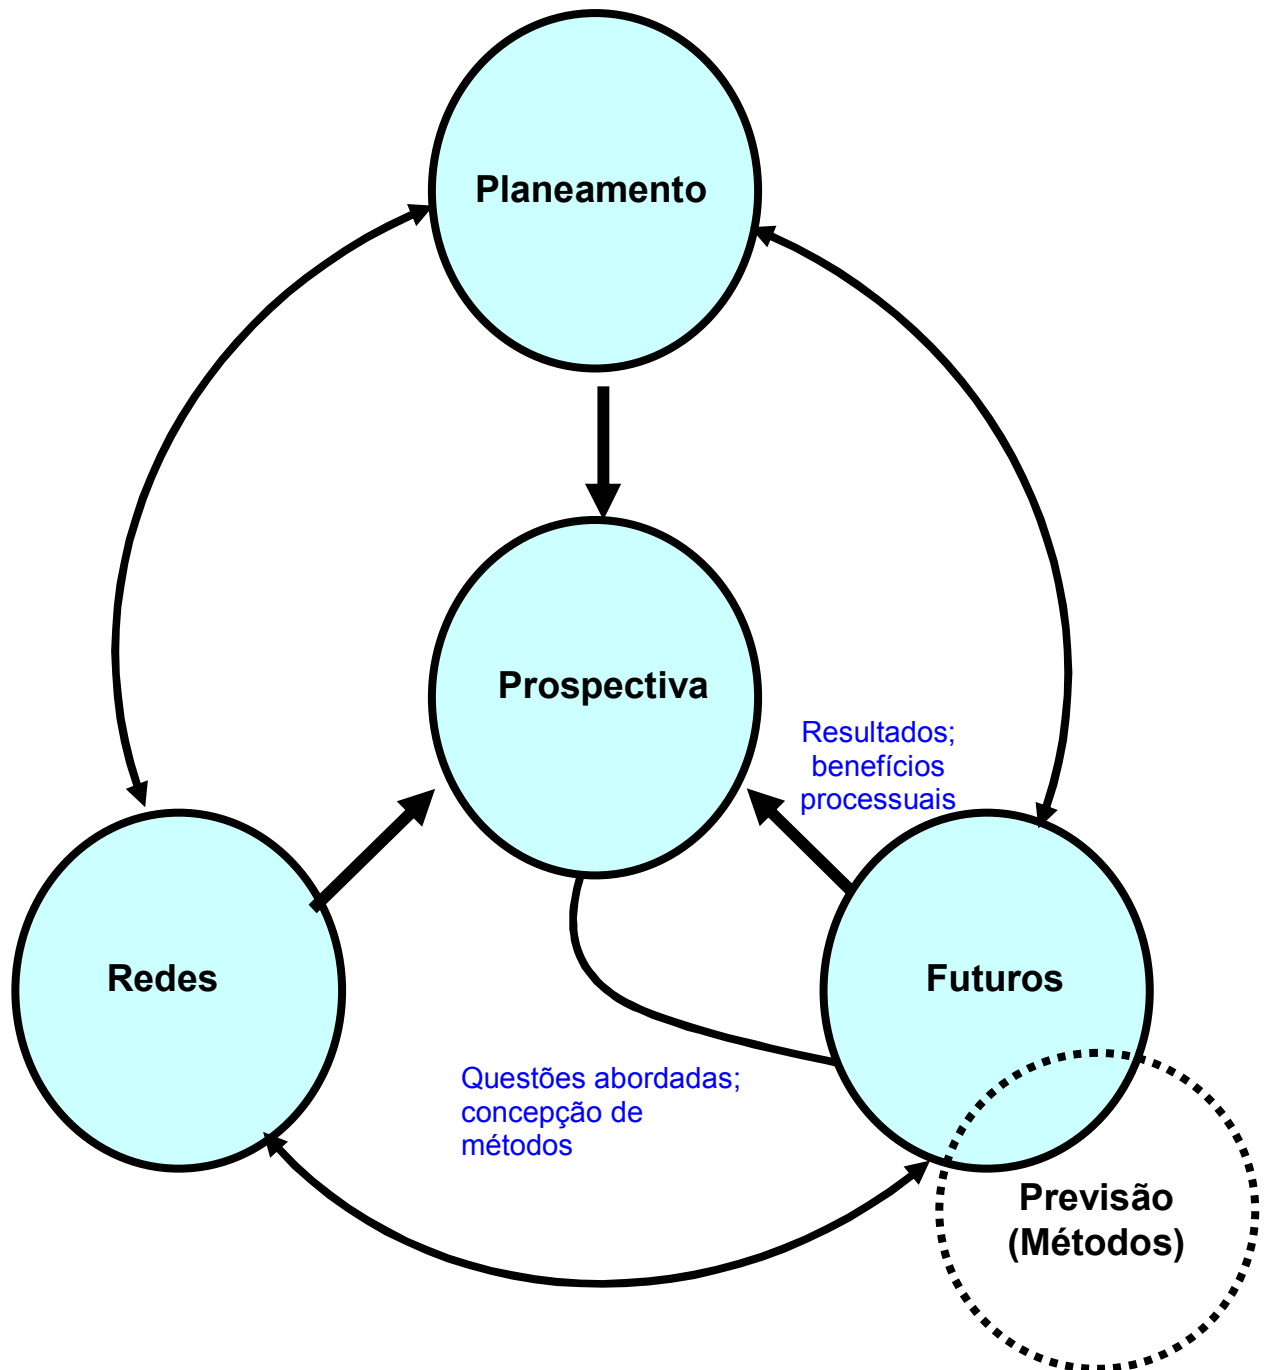 Planeamento
Prospectiva
Resultados;
benefícios
processuais
Redes
Futuros
Questões abordadas;
concepção de
métodos
Previsão
(Métodos)